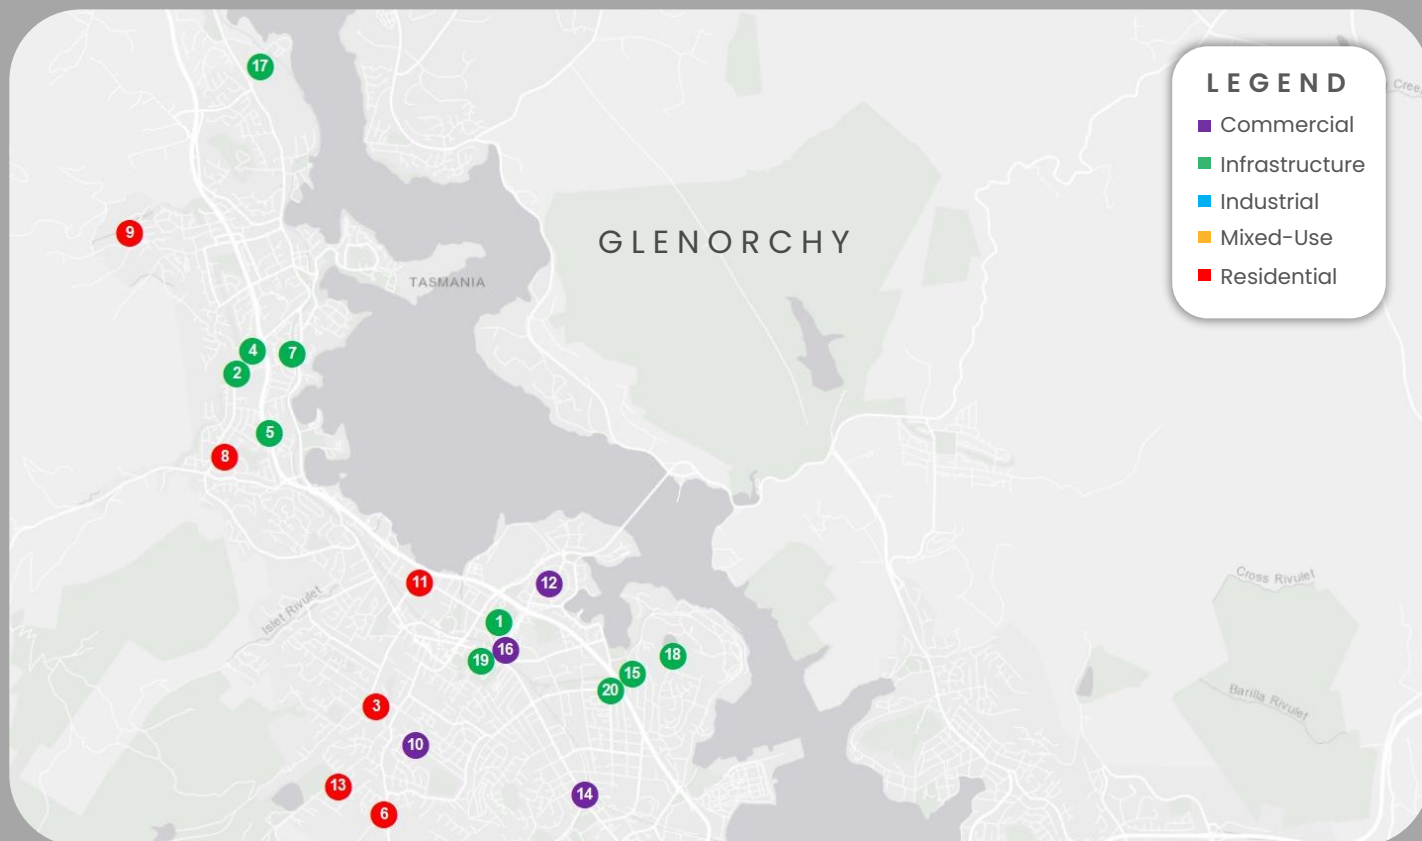 17
LEGEND
Commercial
Infrastructure
Industrial
Mixed-Use
Residential
9
GLENORCHY
TASMANIA
4
7
2
5
8
11
12
Islet Rivulet
Cross Rivulet
1
16
19
18
15
20
3
Barilla Rivulet
10
13
14
6